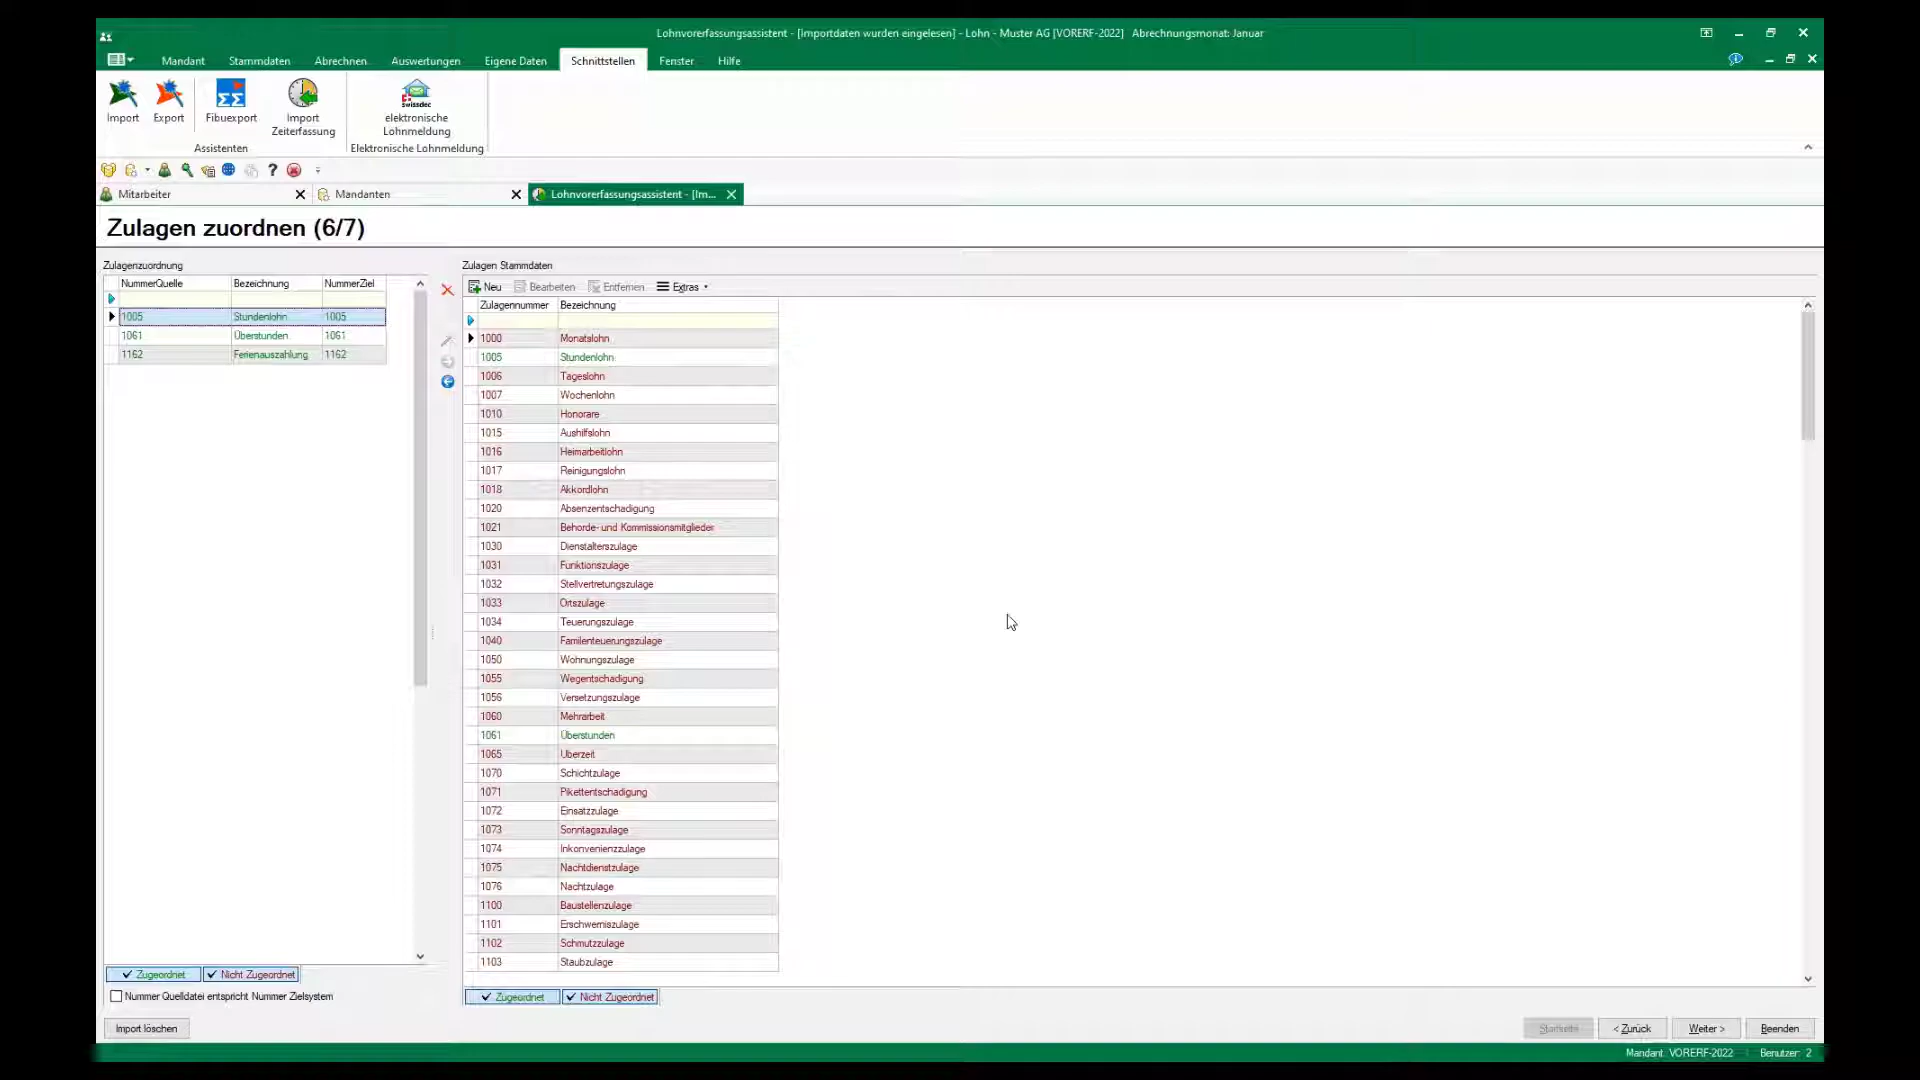 Lohnvorerfassungsassistent - [Importdaten wurden eingelesen] - Lohn - Muster AG [VORERF-2022] Abrechnungsmonat: Januar
Mandant Stammdaten Abrechnen Auswertungen Eigene Daten Schnittstellen Fenster Hilfe
Import Export Fibuexport Import Zeiterfassung swissdec elektronische Lohnmeldung
Assistenten Elektronische Lohnmeldung
Mitarbeiter Mandanten Lohnvorerfassungsassistent - [Im...
Zulagen zuordnen (6/7)
Zulagenzuordnung
NummerQuelle Bezeichnung NummerZiel
1005 Stundenlohn 1005
1061 Überstunden 1061
1162 Ferienauszahlung 1162
Zugeordnet Nicht Zugeordnet
Nummer Quelldatei entspricht Nummer Zielsystem
Zulagen Stammdaten
Neu Bearbeiten Entfernen Extras
Zulagennummer Bezeichnung
1000 Monatslohn
1005 Stundenlohn
1006 Tageslohn
1007 Wochenlohn
1010 Honorare
1015 Aushilfslohn
1016 Heimarbeitlohn
1017 Reinigungslohn
1018 Akkordlohn
1020 Absenzentschädigung
1021 Behörde- und Kommissionsmitglieder
1030 Dienstalterszulage
1031 Funktionszulage
1032 Stellvertretungszulage
1033 Ortszulage
1034 Teuerungszulage
1040 Familenteuerungszulage
1050 Wohnungszulage
1055 Wegentschädigung
1056 Versetzungszulage
1060 Mehrarbeit
1061 Überstunden
1065 Überzeit
1070 Schichtzulage
1071 Pikettentschädigung
1072 Einsatzzulage
1073 Sonntagszulage
1074 Inkonvenienzzulage
1075 Nachtdienstzulage
1076 Nachtzulage
1100 Baustellenzulage
1101 Erschwerniszulage
1102 Schmutzzulage
1103 Staubzulage
Zugeordnet Nicht Zugeordnet
Import löschen Startseite < Zurück Weiter > Beenden
Mandant: VORERF-2022 Benutzer: 2